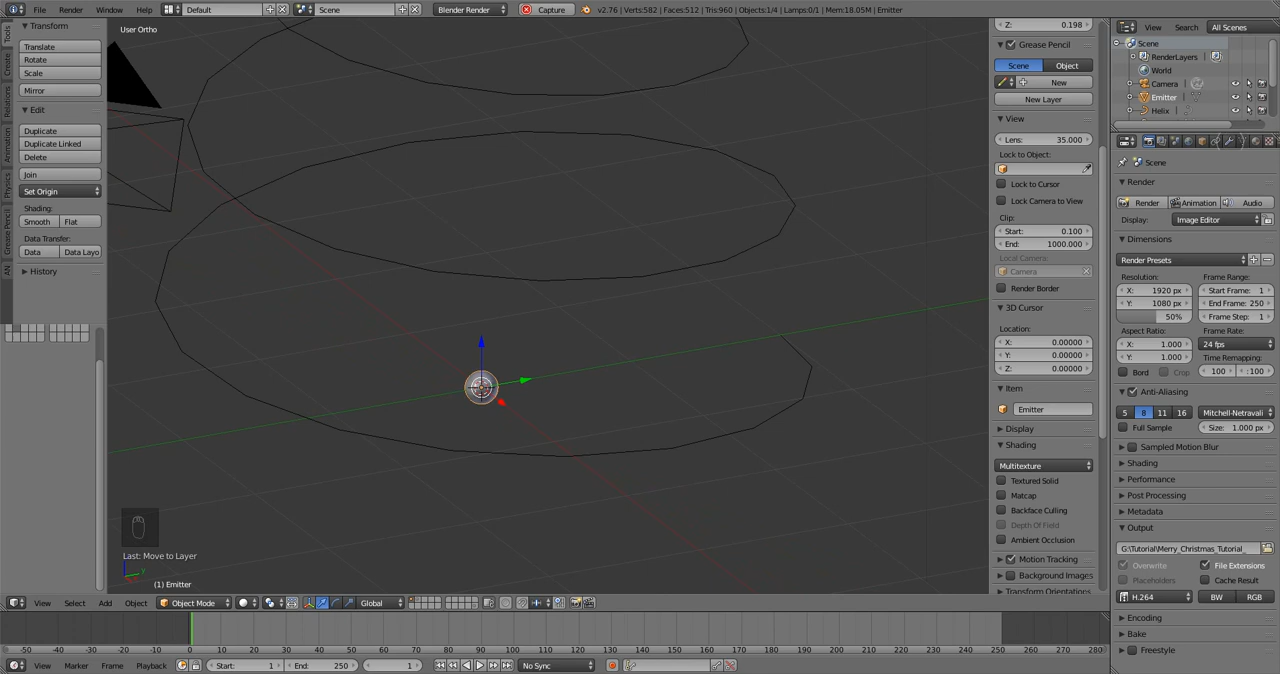 File Render Window Help Default Scene Blender Render Capture v2.76 | Verts:582 | Faces:512 | Tris:960 | Objects:1/4 | Lamps:0/1 | Mem:18.05M | Emitter
Tools
Create
Relations
Animation
Physics
Grease Pencil
AN
Transform
Translate
Rotate
Scale
Mirror
Edit
Duplicate
Duplicate Linked
Delete
Join
Set Origin
Shading:
Smooth Flat
Data Transfer:
Data Data Layo
History
User Ortho
Last: Move to Layer
y
(1) Emitter
Z: 0.198
Grease Pencil
Scene Object
New
New Layer
View
Lens: 35.000
Lock to Object:
Lock to Cursor
Lock Camera to View
Clip:
Start: 0.100
End: 1000.000
Local Camera:
Camera
Render Border
3D Cursor
Location:
X: 0.00000
Y: 0.00000
Z: 0.00000
Item
Emitter
Display
Shading
Multitexture
Textured Solid
Matcap
Backface Culling
Depth Of Field
Ambient Occlusion
Motion Tracking
Background Images
Transform Orientations
View Search All Scenes
Scene
RenderLayers
World
Camera
Emitter
Helix
Scene
Render
Render Animation Audio
Display: Image Editor
Dimensions
Render Presets
Resolution: Frame Range:
X: 1920 px Start Frame: 1
Y: 1080 px End Frame: 250
50% Frame Step: 1
Aspect Ratio: Frame Rate:
X: 1.000 24 fps
Y: 1.000 Time Remapping:
Bord Crop 100 :100
Anti-Aliasing
5 8 11 16 Mitchell-Netravali
Full Sample Size: 1.000 px
Sampled Motion Blur
Shading
Performance
Post Processing
Metadata
Output
G:\Tutorial\Merry_Christmas_Tutorial_
Overwrite File Extensions
Placeholders Cache Result
H.264 BW RGB
Encoding
Bake
Freestyle
View Select Add Object Object Mode Global
-50 -40 -30 -20 -10 0 10 20 30 40 50 60 70 80 90 100 110 120 130 140 150 160 170 180 190 200 210 220 230 240 250 260 270 280
View Marker Frame Playback Start: 1 End: 250 1 No Sync